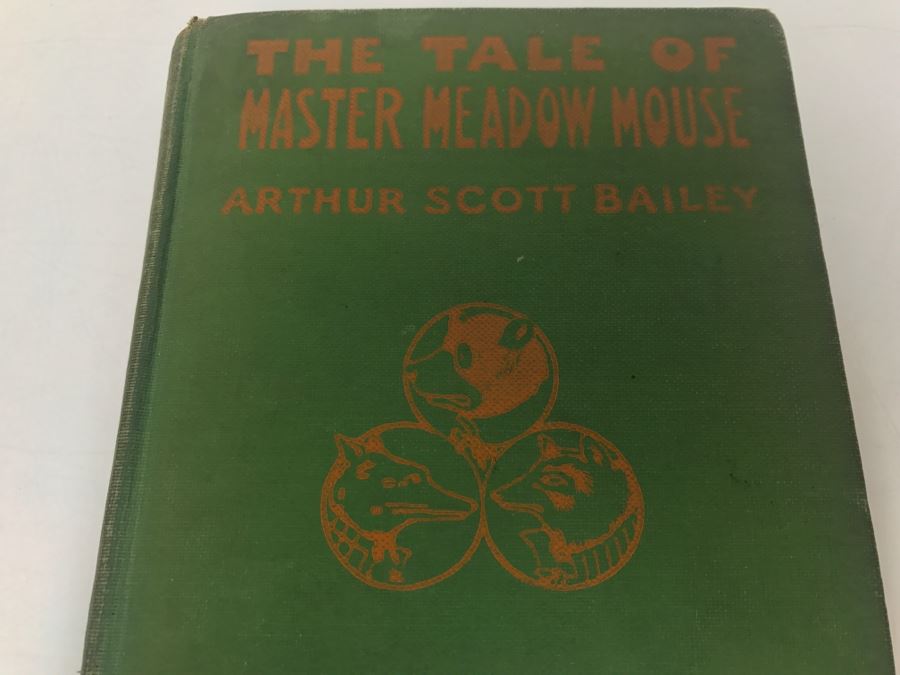 THE TALE OF
MASTER MEADOW MOUSE
ARTHUR SCOTT BAILEY